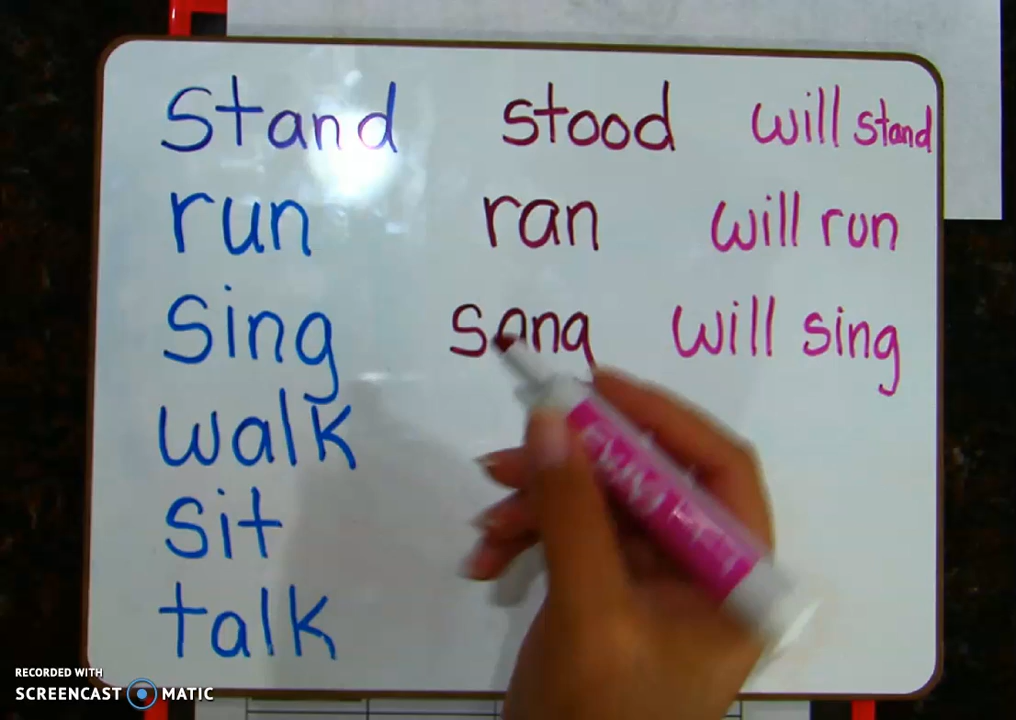 Stand stood will stand
run ran will run
Sing sang will sing
walk
sit
talk
RECORDED WITH
SCREENCAST MATIC